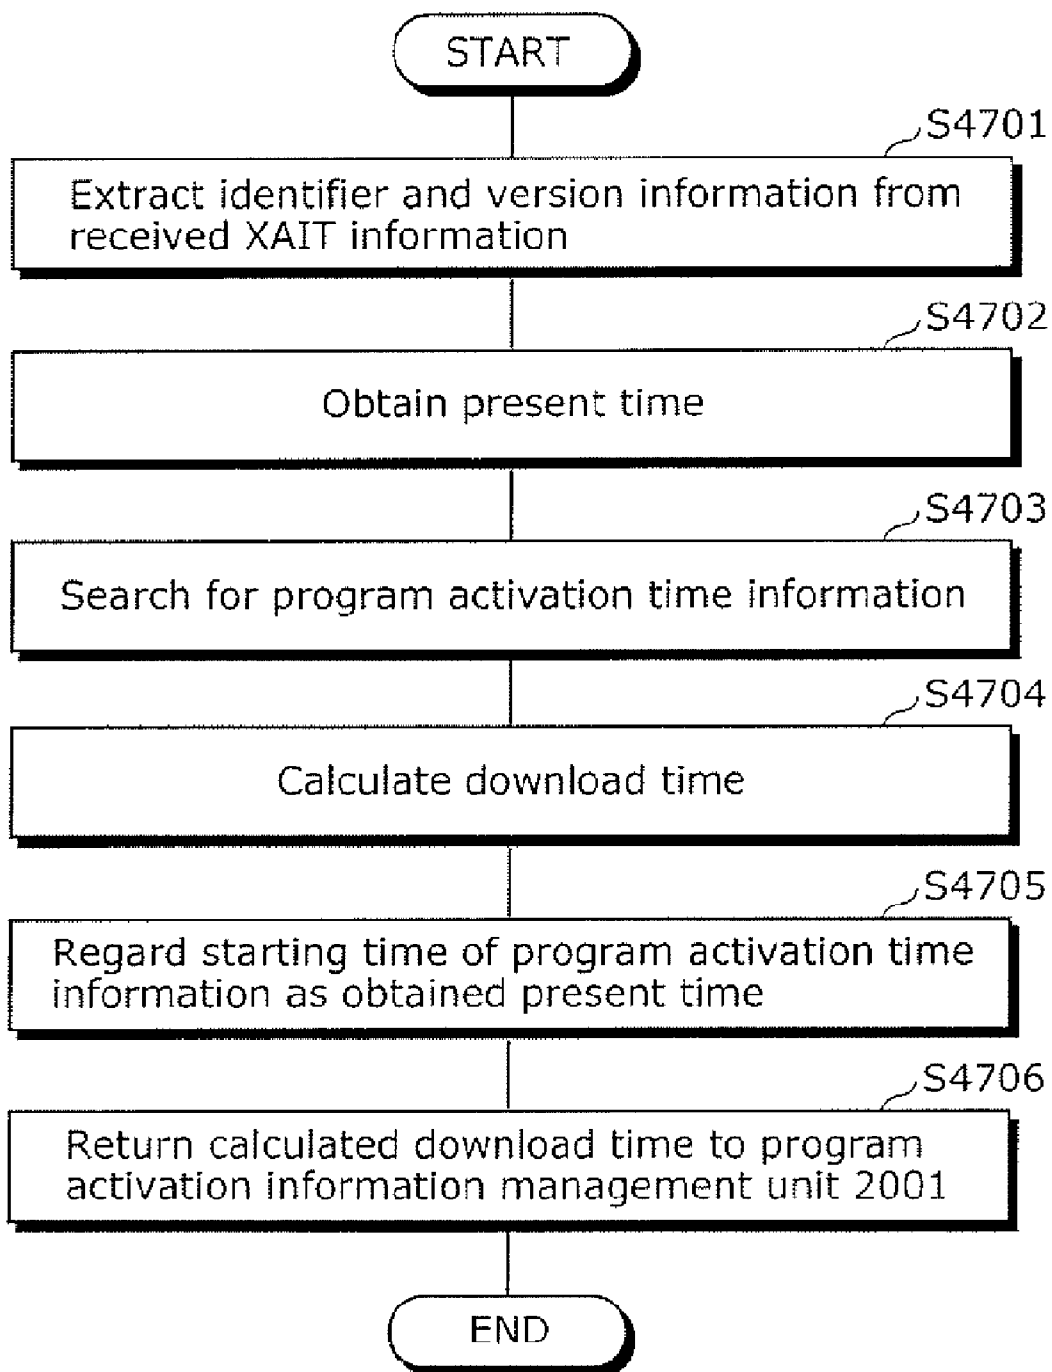 START
S4701
Extract identifier and version information from
received XAIT information
S4702
Obtain present time
S4703
Search for program activation time information
S4704
Calculate download time
S4705
Regard starting time of program activation time
information as obtained present time
S4706
Return calculated download time to program
activation information management unit 2001
END